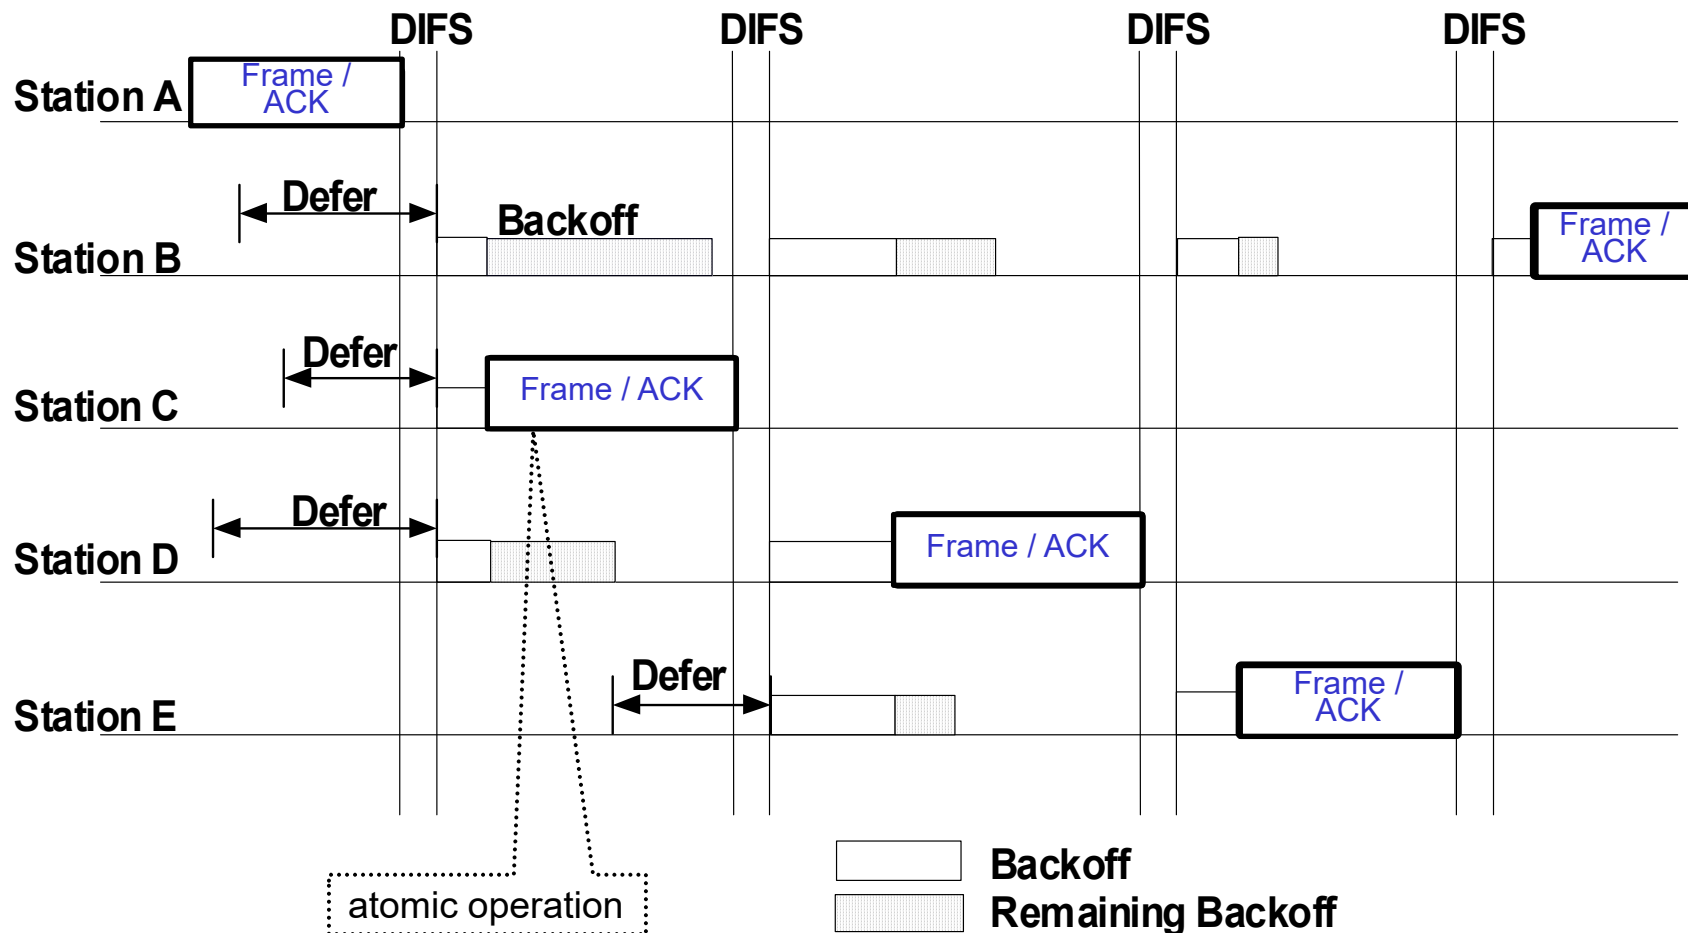 DIFS DIFS DIFS DIFS
Station A
Frame /
ACK
Defer
Backoff
Station B
Frame /
ACK
Defer
Station C
Frame / ACK
Defer
Station D
Frame / ACK
Defer
Station E
Frame /
ACK
atomic operation
Backoff
Remaining Backoff